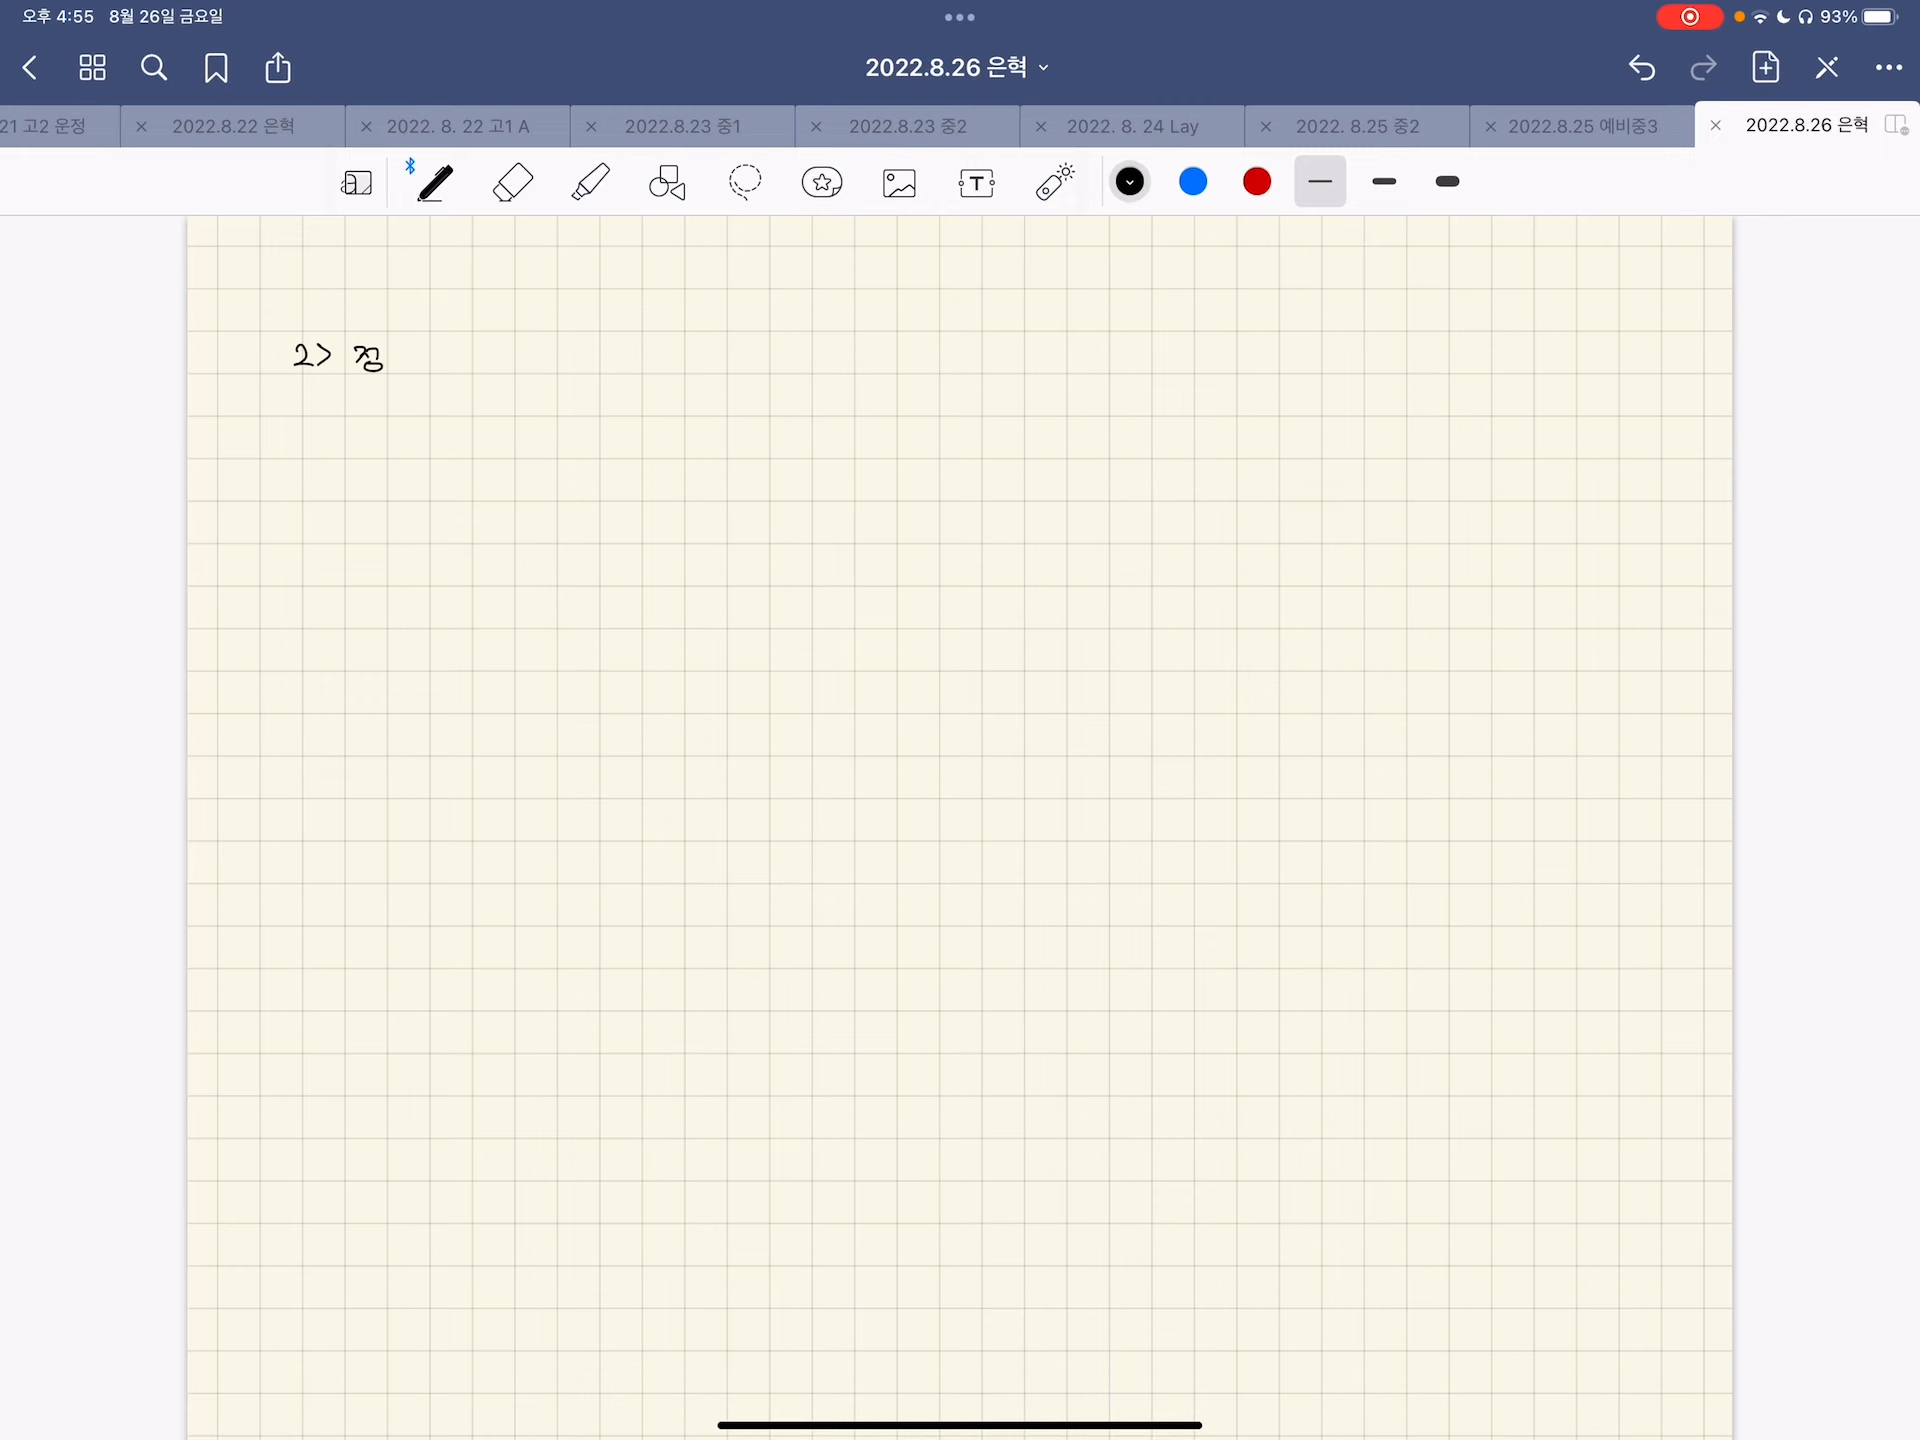 오후 4:55 8월 26일 금요일
93%
2022.8.26 은혁
21 고2 운정
2022.8.22 은혁
2022. 8. 22 고1 A
2022.8.23 중1
2022.8.23 중2
2022. 8. 24 Lay
2022. 8.25 중2
2022.8.25 예비중3
2022.8.26 은혁
2> 점